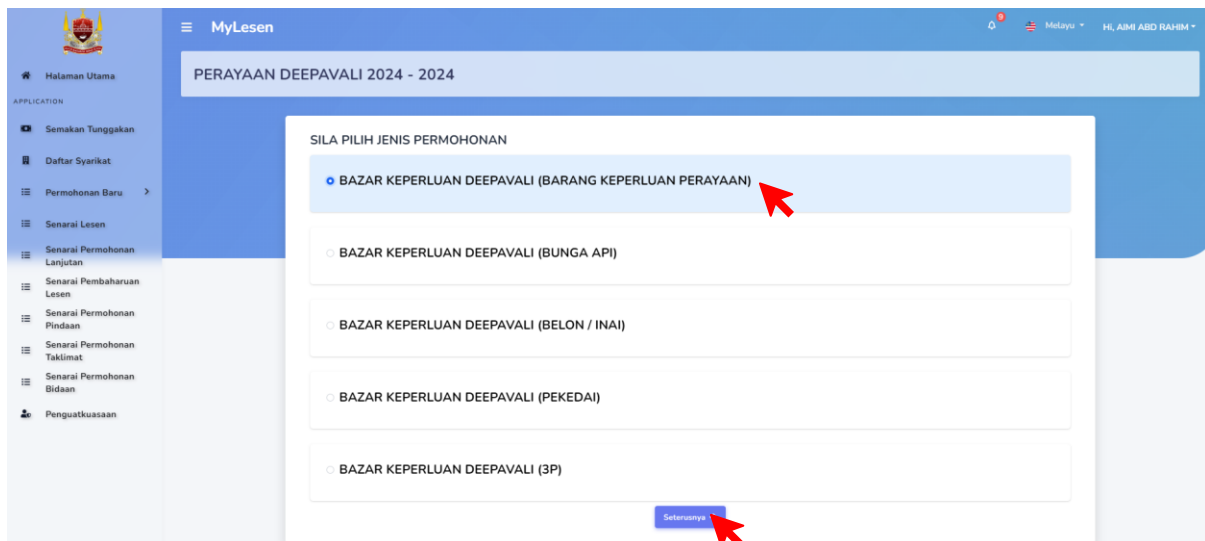 MyLesen
9
Melayu
Hi, AIMI ABD RAHIM
Halaman Utama
APPLICATION
Semakan Tunggakan
Daftar Syarikat
Permohonan Baru
Senarai Lesen
Senarai Permohonan
Lanjutan
Senarai Pembaharuan
Lesen
Senarai Permohonan
Pindaan
Senarai Permohonan
Taklimat
Senarai Permohonan
Bidaan
Penguatkuasaan
PERAYAAN DEEPAVALI 2024 - 2024
SILA PILIH JENIS PERMOHONAN
BAZAR KEPERLUAN DEEPAVALI (BARANG KEPERLUAN PERAYAAN)
BAZAR KEPERLUAN DEEPAVALI (BUNGA API)
BAZAR KEPERLUAN DEEPAVALI (BELON / INAI)
BAZAR KEPERLUAN DEEPAVALI (PEKEDAI)
BAZAR KEPERLUAN DEEPAVALI (3P)
Seterusnya